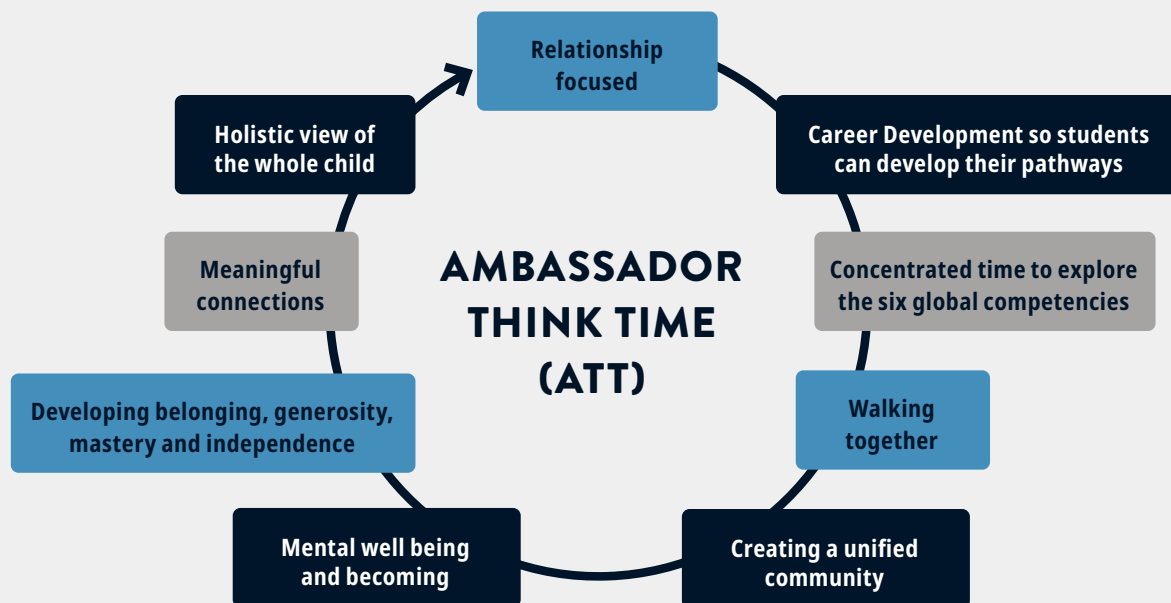 Relationship
focused
Career Development so students
can develop their pathways
Concentrated time to explore
the six global competencies
Walking
together
Creating a unified
community
Mental well being
and becoming
Developing belonging, generosity,
mastery and independence
Meaningful
connections
Holistic view of
the whole child
AMBASSADOR
THINK TIME
(ATT)